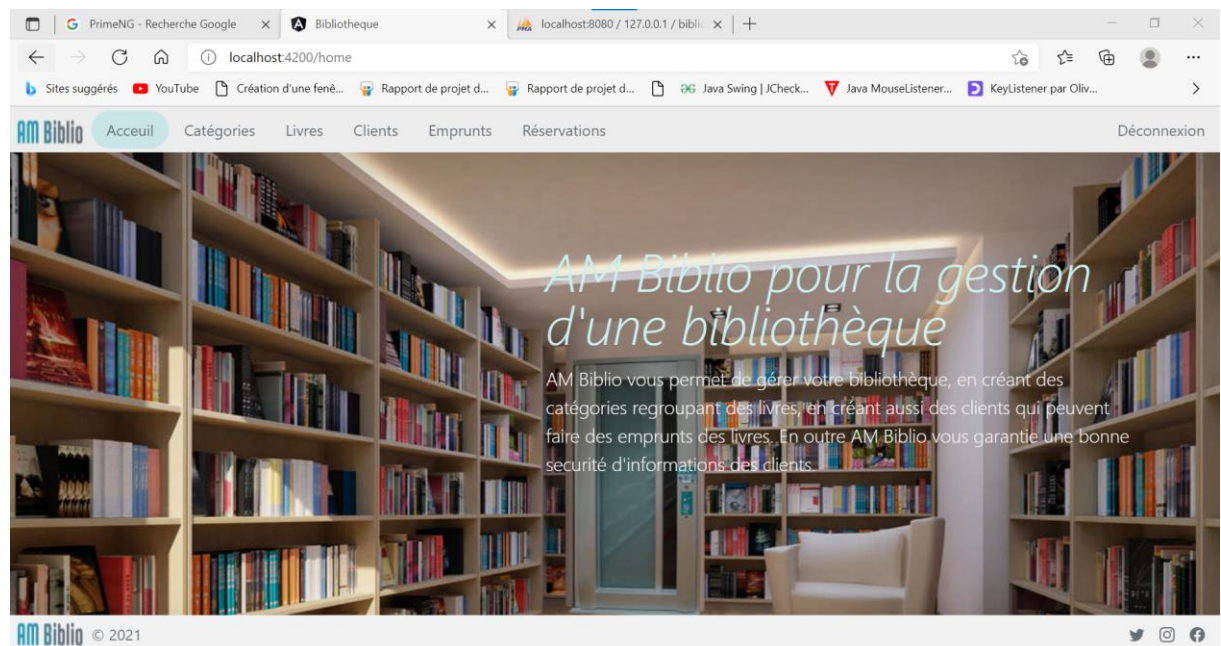 PrimeNG - Recherche Google
Bibliotheque
localhost:8080 / 127.0.0.1 / biblic
localhost:4200/home
Sites suggérés
YouTube
Création d'une fenê...
Rapport de projet d...
Rapport de projet d...
Java Swing | JCheck...
Java MouseListener...
KeyListener par Oliv...
AM Biblio Acceuil Catégories Livres Clients Emprunts Réservations Déconnexion
AM Biblio pour la gestion
d'une bibliothèque
AM Biblio vous permet de gérer votre bibliothèque, en créant des
catégories regroupant des livres, en créant aussi des clients qui peuvent
faire des emprunts des livres. En outre AM Biblio vous garantie une bonne
securité d'informations des clients.
AM Biblio © 2021